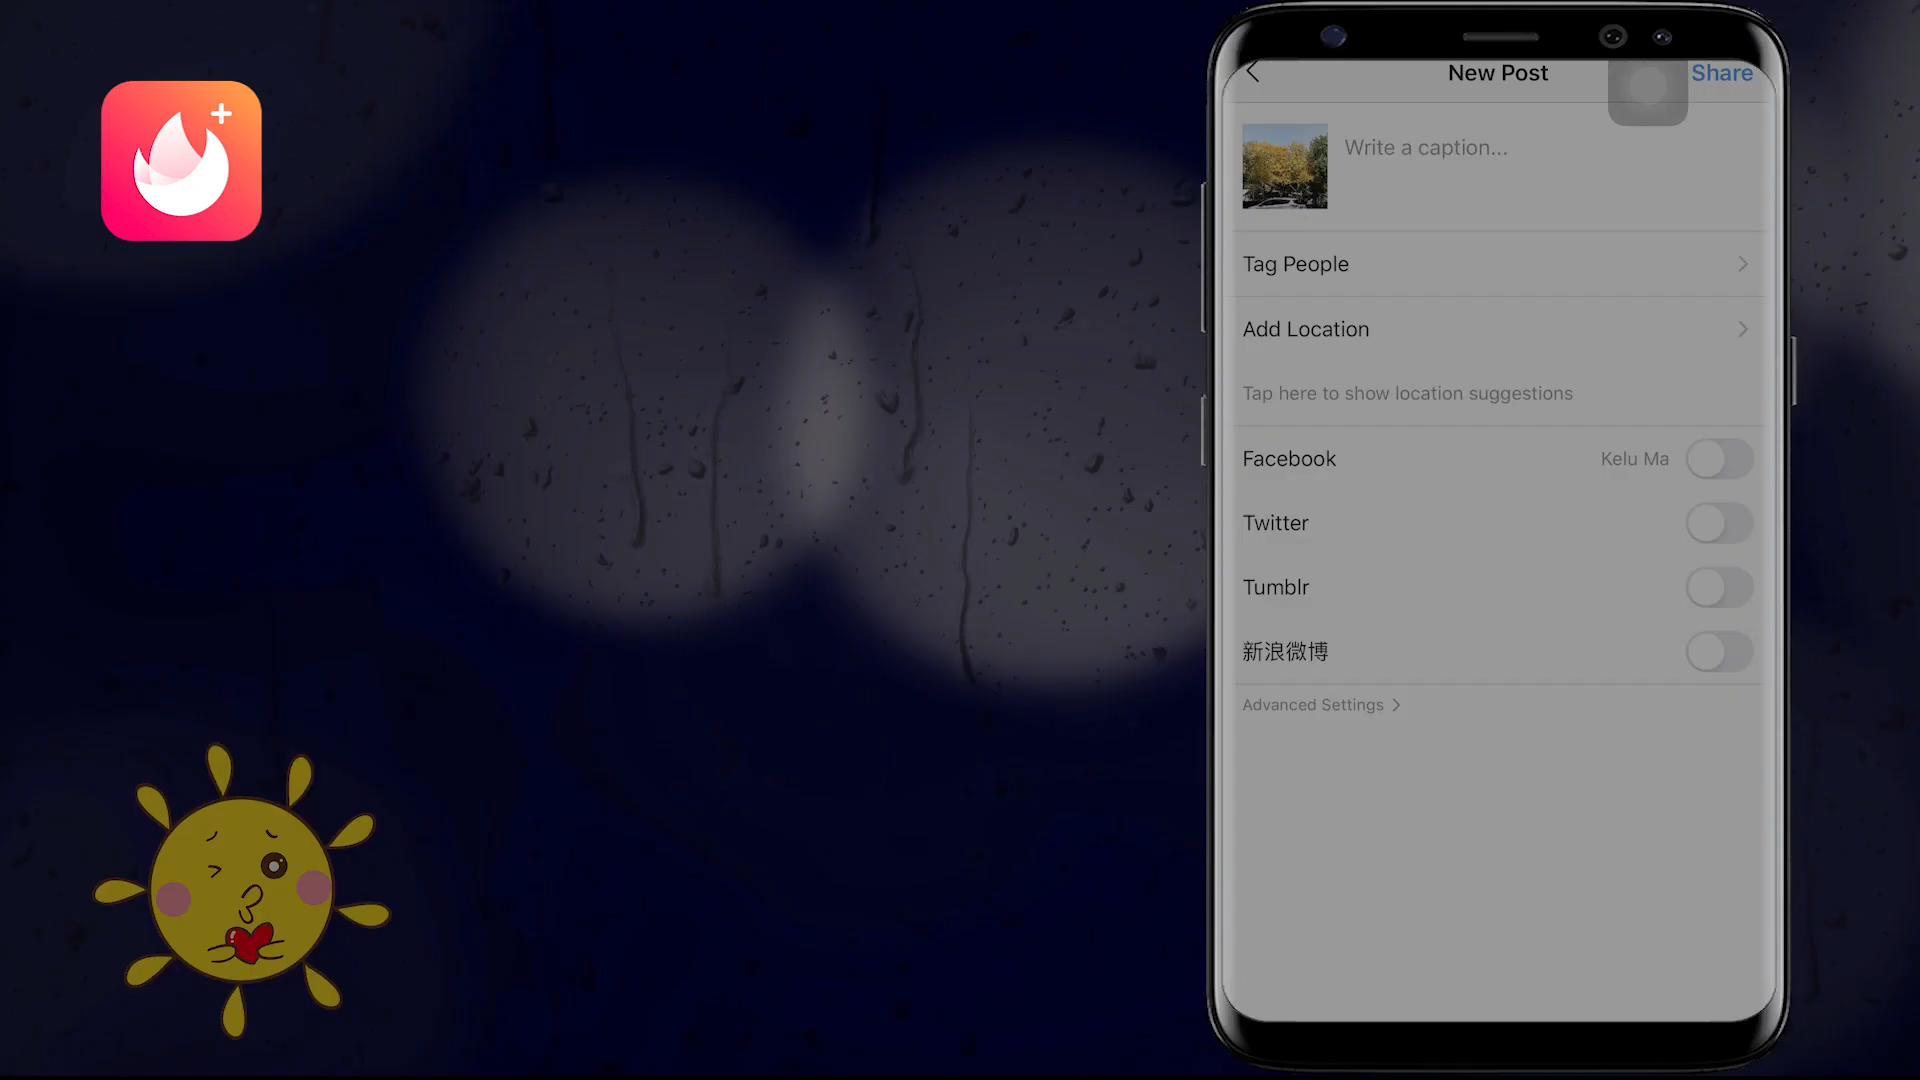 New Post
Share
Write a caption...
Tag People
Add Location
Tap here to show location suggestions
Facebook
Kelu Ma
Twitter
Tumblr
新浪微博
Advanced Settings